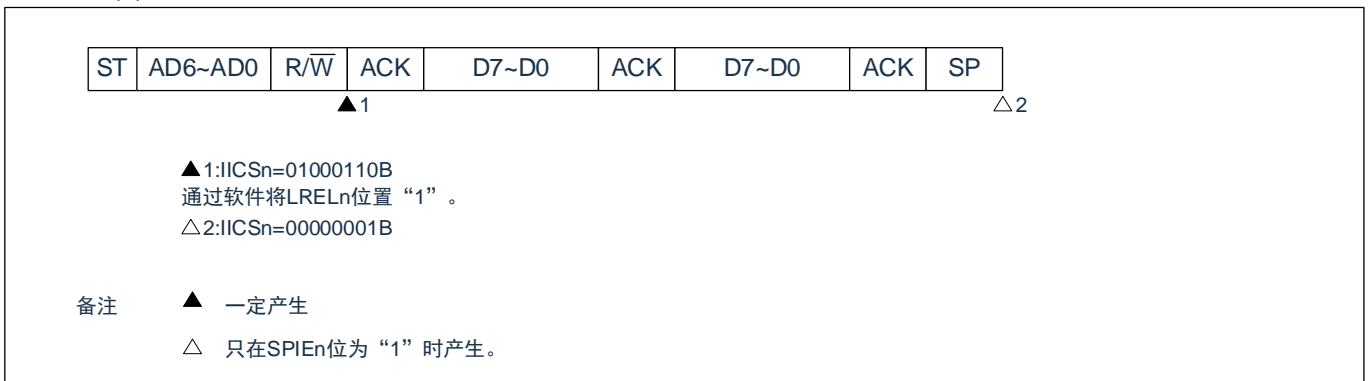 ST AD6~AD0 R/W̅ ACK D7~D0 ACK D7~D0 ACK SP
▲1 △2
▲1:IICSn=01000110B
通过软件将LRELn位置“1”。
△2:IICSn=00000001B
备注 ▲ 一定产生
△ 只在SPIEn位为“1”时产生。